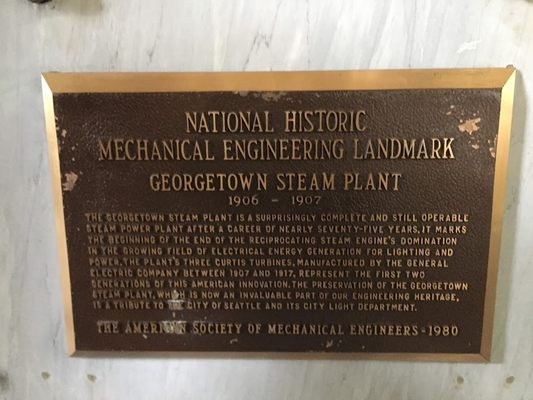 NATIONAL HISTORIC
MECHANICAL ENGINEERING LANDMARK
GEORGETOWN STEAM PLANT
1906 - 1907
THE GEORGETOWN STEAM PLANT IS A SURPRISINGLY COMPLETE AND STILL OPERABLE
STEAM POWER PLANT AFTER A CAREER OF NEARLY SEVENTY-FIVE YEARS. IT MARKS
THE BEGINNING OF THE END OF THE RECIPROCATING STEAM ENGINE'S DOMINATION
IN THE GROWING FIELD OF ELECTRICAL ENERGY GENERATION FOR LIGHTING AND
POWER. THE PLANT'S THREE CURTIS TURBINES, MANUFACTURED BY THE GENERAL
ELECTRIC COMPANY BETWEEN 1907 AND 1917, REPRESENT THE FIRST TWO
GENERATIONS OF THIS AMERICAN INNOVATION. THE PRESERVATION OF THE GEORGETOWN
STEAM PLANT, WHICH IS NOW AN INVALUABLE PART OF OUR ENGINEERING HERITAGE,
IS A TRIBUTE TO THE CITY OF SEATTLE AND ITS CITY LIGHT DEPARTMENT.
THE AMERICAN SOCIETY OF MECHANICAL ENGINEERS-1980